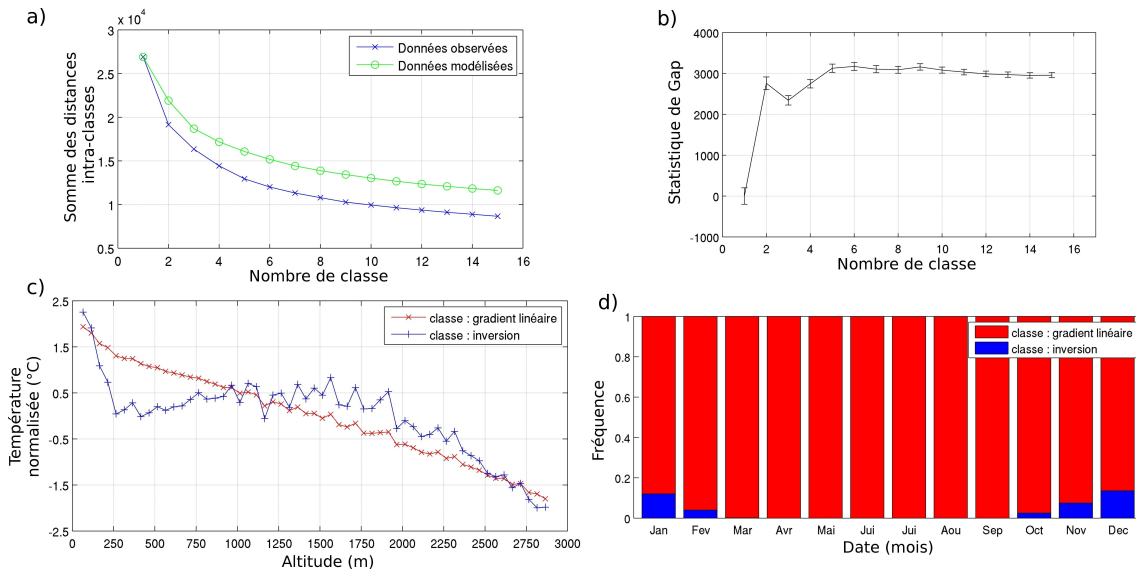 a)
x 10⁴
3
2.5
2
1.5
1
0.5
0 2 4 6 8 10 12 14 16
Somme des distances
intra-classes
Nombre de classe
Données observées
Données modélisées
b)
4000
3000
2000
1000
0
-1000
0 2 4 6 8 10 12 14 16
Statistique de Gap
Nombre de classe
c)
2.5
1.5
0.5
-0.5
-1.5
-2.5
0 250 500 750 1000 1250 1500 1750 2000 2250 2500 2750 3000
Température
normalisée (°C)
Altitude (m)
classe : gradient linéaire
classe : inversion
d)
1
0.8
0.6
0.4
0.2
0
Jan Fev Mar Avr Mai Jui Jui Aou Sep Oct Nov Dec
Fréquence
Date (mois)
classe : gradient linéaire
classe : inversion